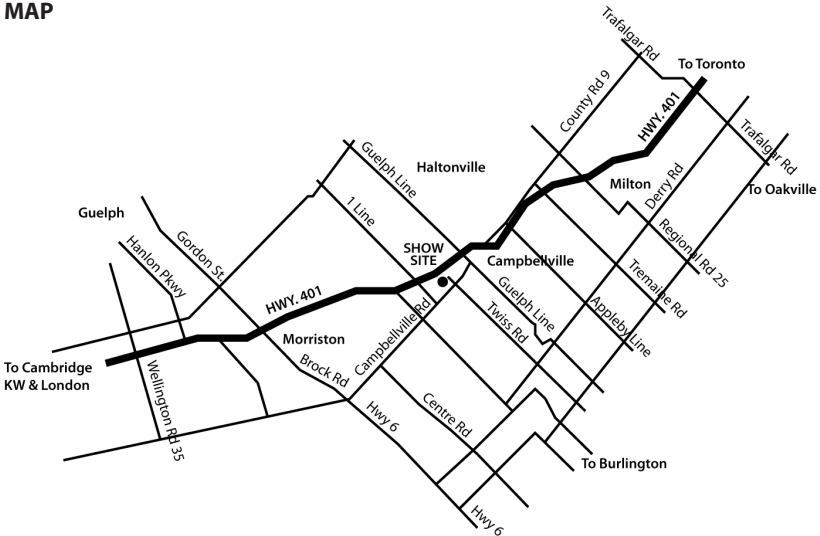 MAP
Trafalgar Rd
To Toronto
County Rd 9
HWY. 401
Trafalgar Rd
Guelph Line
Haltonville
Milton
Derry Rd
To Oakville
1 Line
Guelph
Gordon St.
Hanlon Pkwy
SHOW
SITE
Campbellville
Regional Rd 25
Tremaine Rd
HWY. 401
Guelph Line
Appleby Line
Twiss Rd
Campbellville Rd
Morriston
To Cambridge
KW & London
Brock Rd
Wellington Rd 35
Hwy 6
Centre Rd
To Burlington
Hwy 6